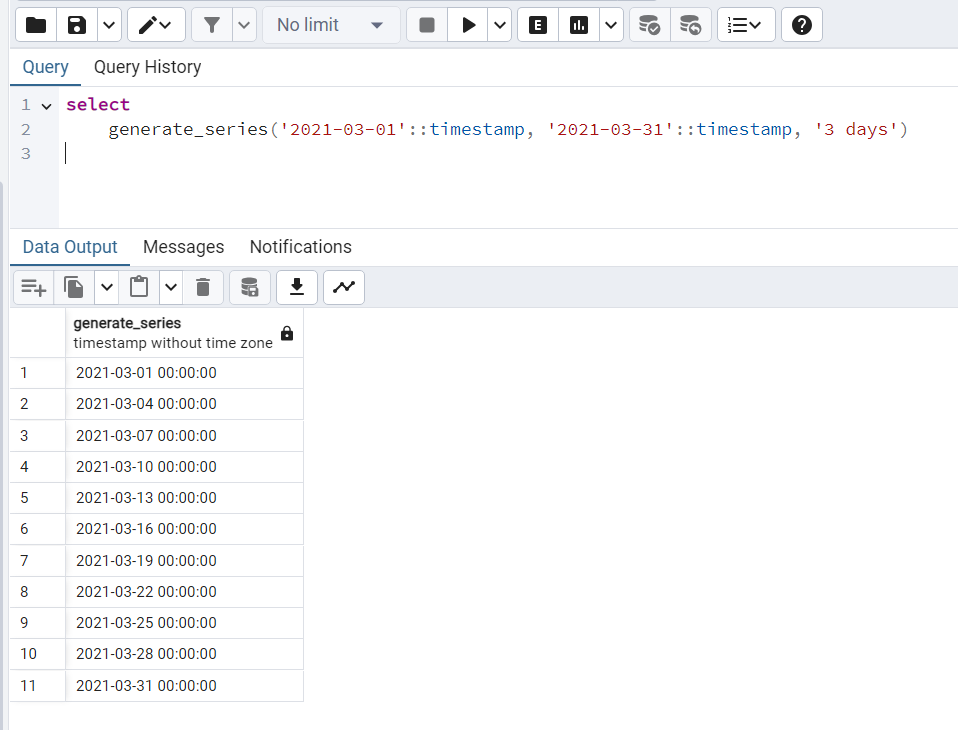 No limit
E
Query Query History
1 select
2 generate_series('2021-03-01'::timestamp, '2021-03-31'::timestamp, '3 days')
3
Data Output Messages Notifications
generate_series
timestamp without time zone
1 2021-03-01 00:00:00
2 2021-03-04 00:00:00
3 2021-03-07 00:00:00
4 2021-03-10 00:00:00
5 2021-03-13 00:00:00
6 2021-03-16 00:00:00
7 2021-03-19 00:00:00
8 2021-03-22 00:00:00
9 2021-03-25 00:00:00
10 2021-03-28 00:00:00
11 2021-03-31 00:00:00